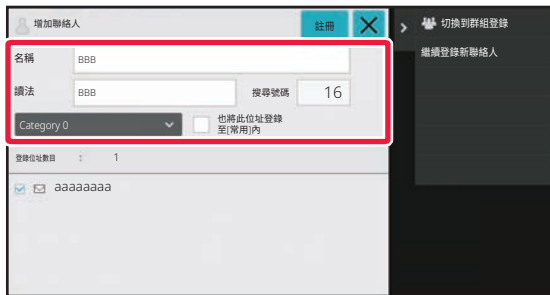 增加聯絡人
註冊
切換到群組登錄
名稱
BBB
繼續登錄新聯絡人
讀法
BBB
搜尋號碼
16
Category 0
也將此位址登錄
至[常用]內
登錄位址數目 : 1
aaaaaaaa